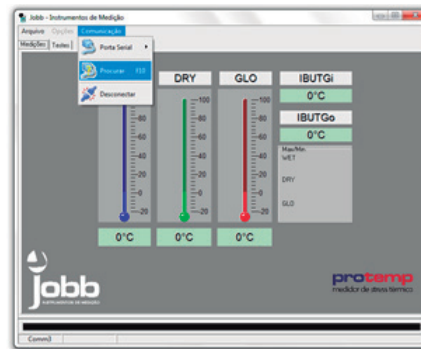 Jobb - Instrumentos de Medição
Arquivo Opções Comunicação
Medições Testes
Porta Serial
Procurar F10
Desconectar
DRY GLO IBUTGi
0°C
IBUTGo
0°C
Max/Min
WET
DRY
GLO
100 100
80 80 80
60 60 60
40 40 40
20 20 20
0 0 0
-20 -20 -20
0°C 0°C 0°C
jobb
INSTRUMENTOS DE MEDIÇÃO
protemp
medidor de stress térmico
Comm3